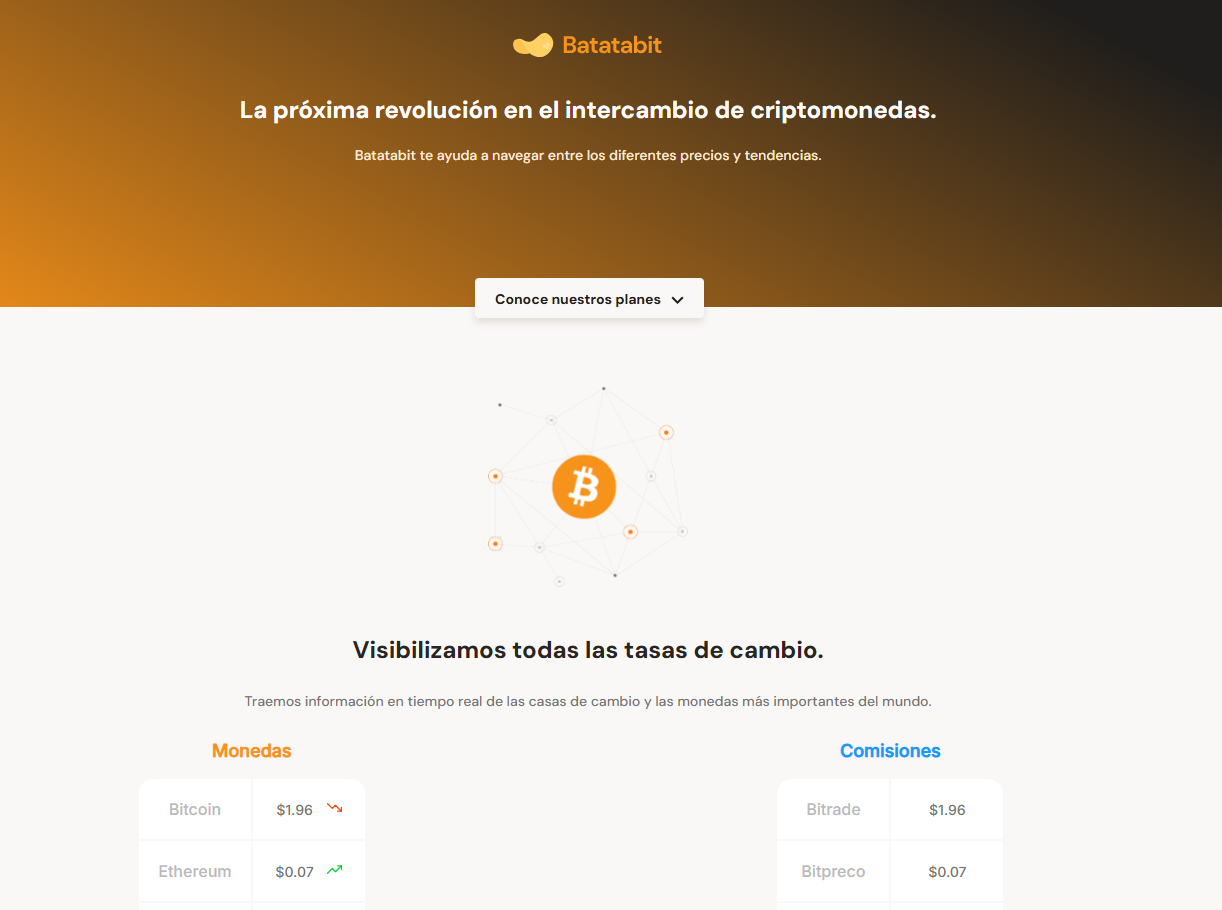 Batatabit
La próxima revolución en el intercambio de criptomonedas.
Batatabit te ayuda a navegar entre los diferentes precios y tendencias.
Conoce nuestros planes
Visibilizamos todas las tasas de cambio.
Traemos información en tiempo real de las casas de cambio y las monedas más importantes del mundo.
Monedas
Bitcoin $1.96
Ethereum $0.07
Comisiones
Bitrade $1.96
Bitpreco $0.07